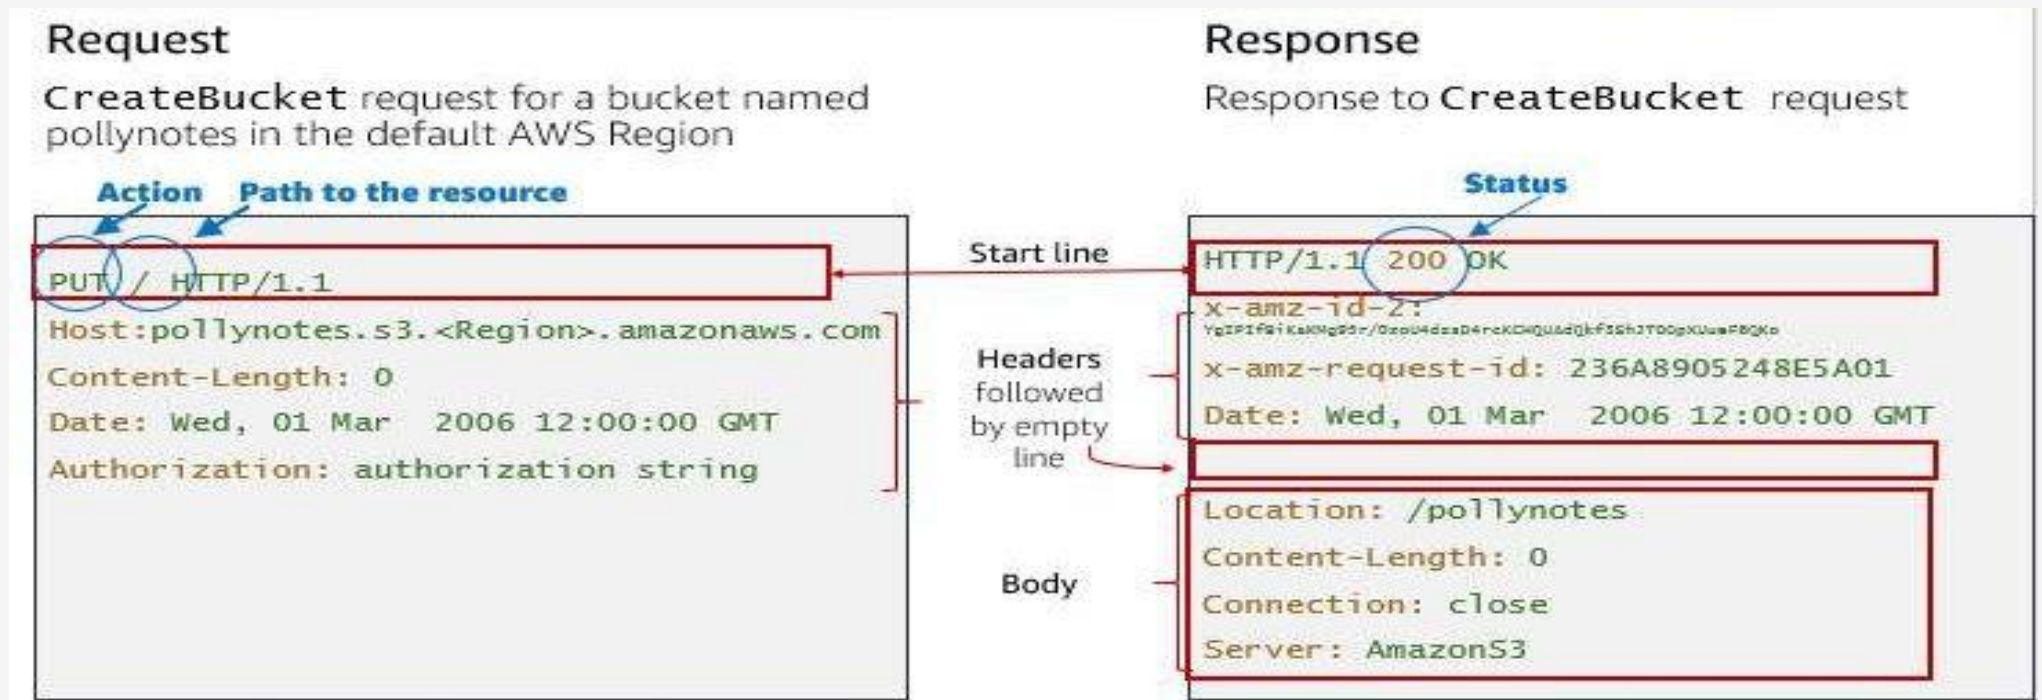 Request
CreateBucket request for a bucket named
pollynotes in the default AWS Region
Action Path to the resource
PUT / HTTP/1.1
Host:pollynotes.s3.<Region>.amazonaws.com
Content-Length: 0
Date: Wed, 01 Mar 2006 12:00:00 GMT
Authorization: authorization string
Start line
Headers
followed
by empty
line
Body
Response
Response to CreateBucket request
Status
HTTP/1.1 200 OK
x-amz-id-2:
x-amz-request-id: 236A8905248E5A01
Date: Wed, 01 Mar 2006 12:00:00 GMT
Location: /pollynotes
Content-Length: 0
Connection: close
Server: AmazonS3